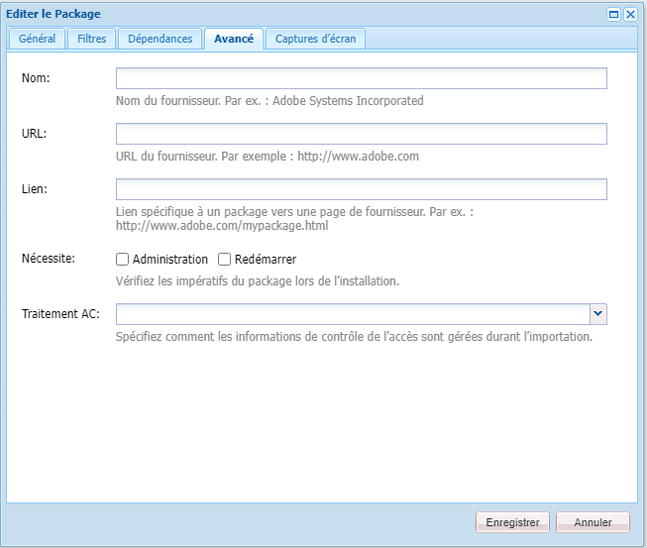 Editer le Package
Général
Filtres
Dépendances
Avancé
Captures d'écran
Nom:
Nom du fournisseur. Par ex. : Adobe Systems Incorporated
URL:
URL du fournisseur. Par exemple : http://www.adobe.com
Lien:
Lien spécifique à un package vers une page de fournisseur. Par ex. :
http://www.adobe.com/mypackage.html
Nécessite:
Administration
Redémarrer
Vérifiez les impératifs du package lors de l'installation.
Traitement AC:
Spécifiez comment les informations de contrôle de l'accès sont gérées durant l'importation.
Enregistrer
Annuler